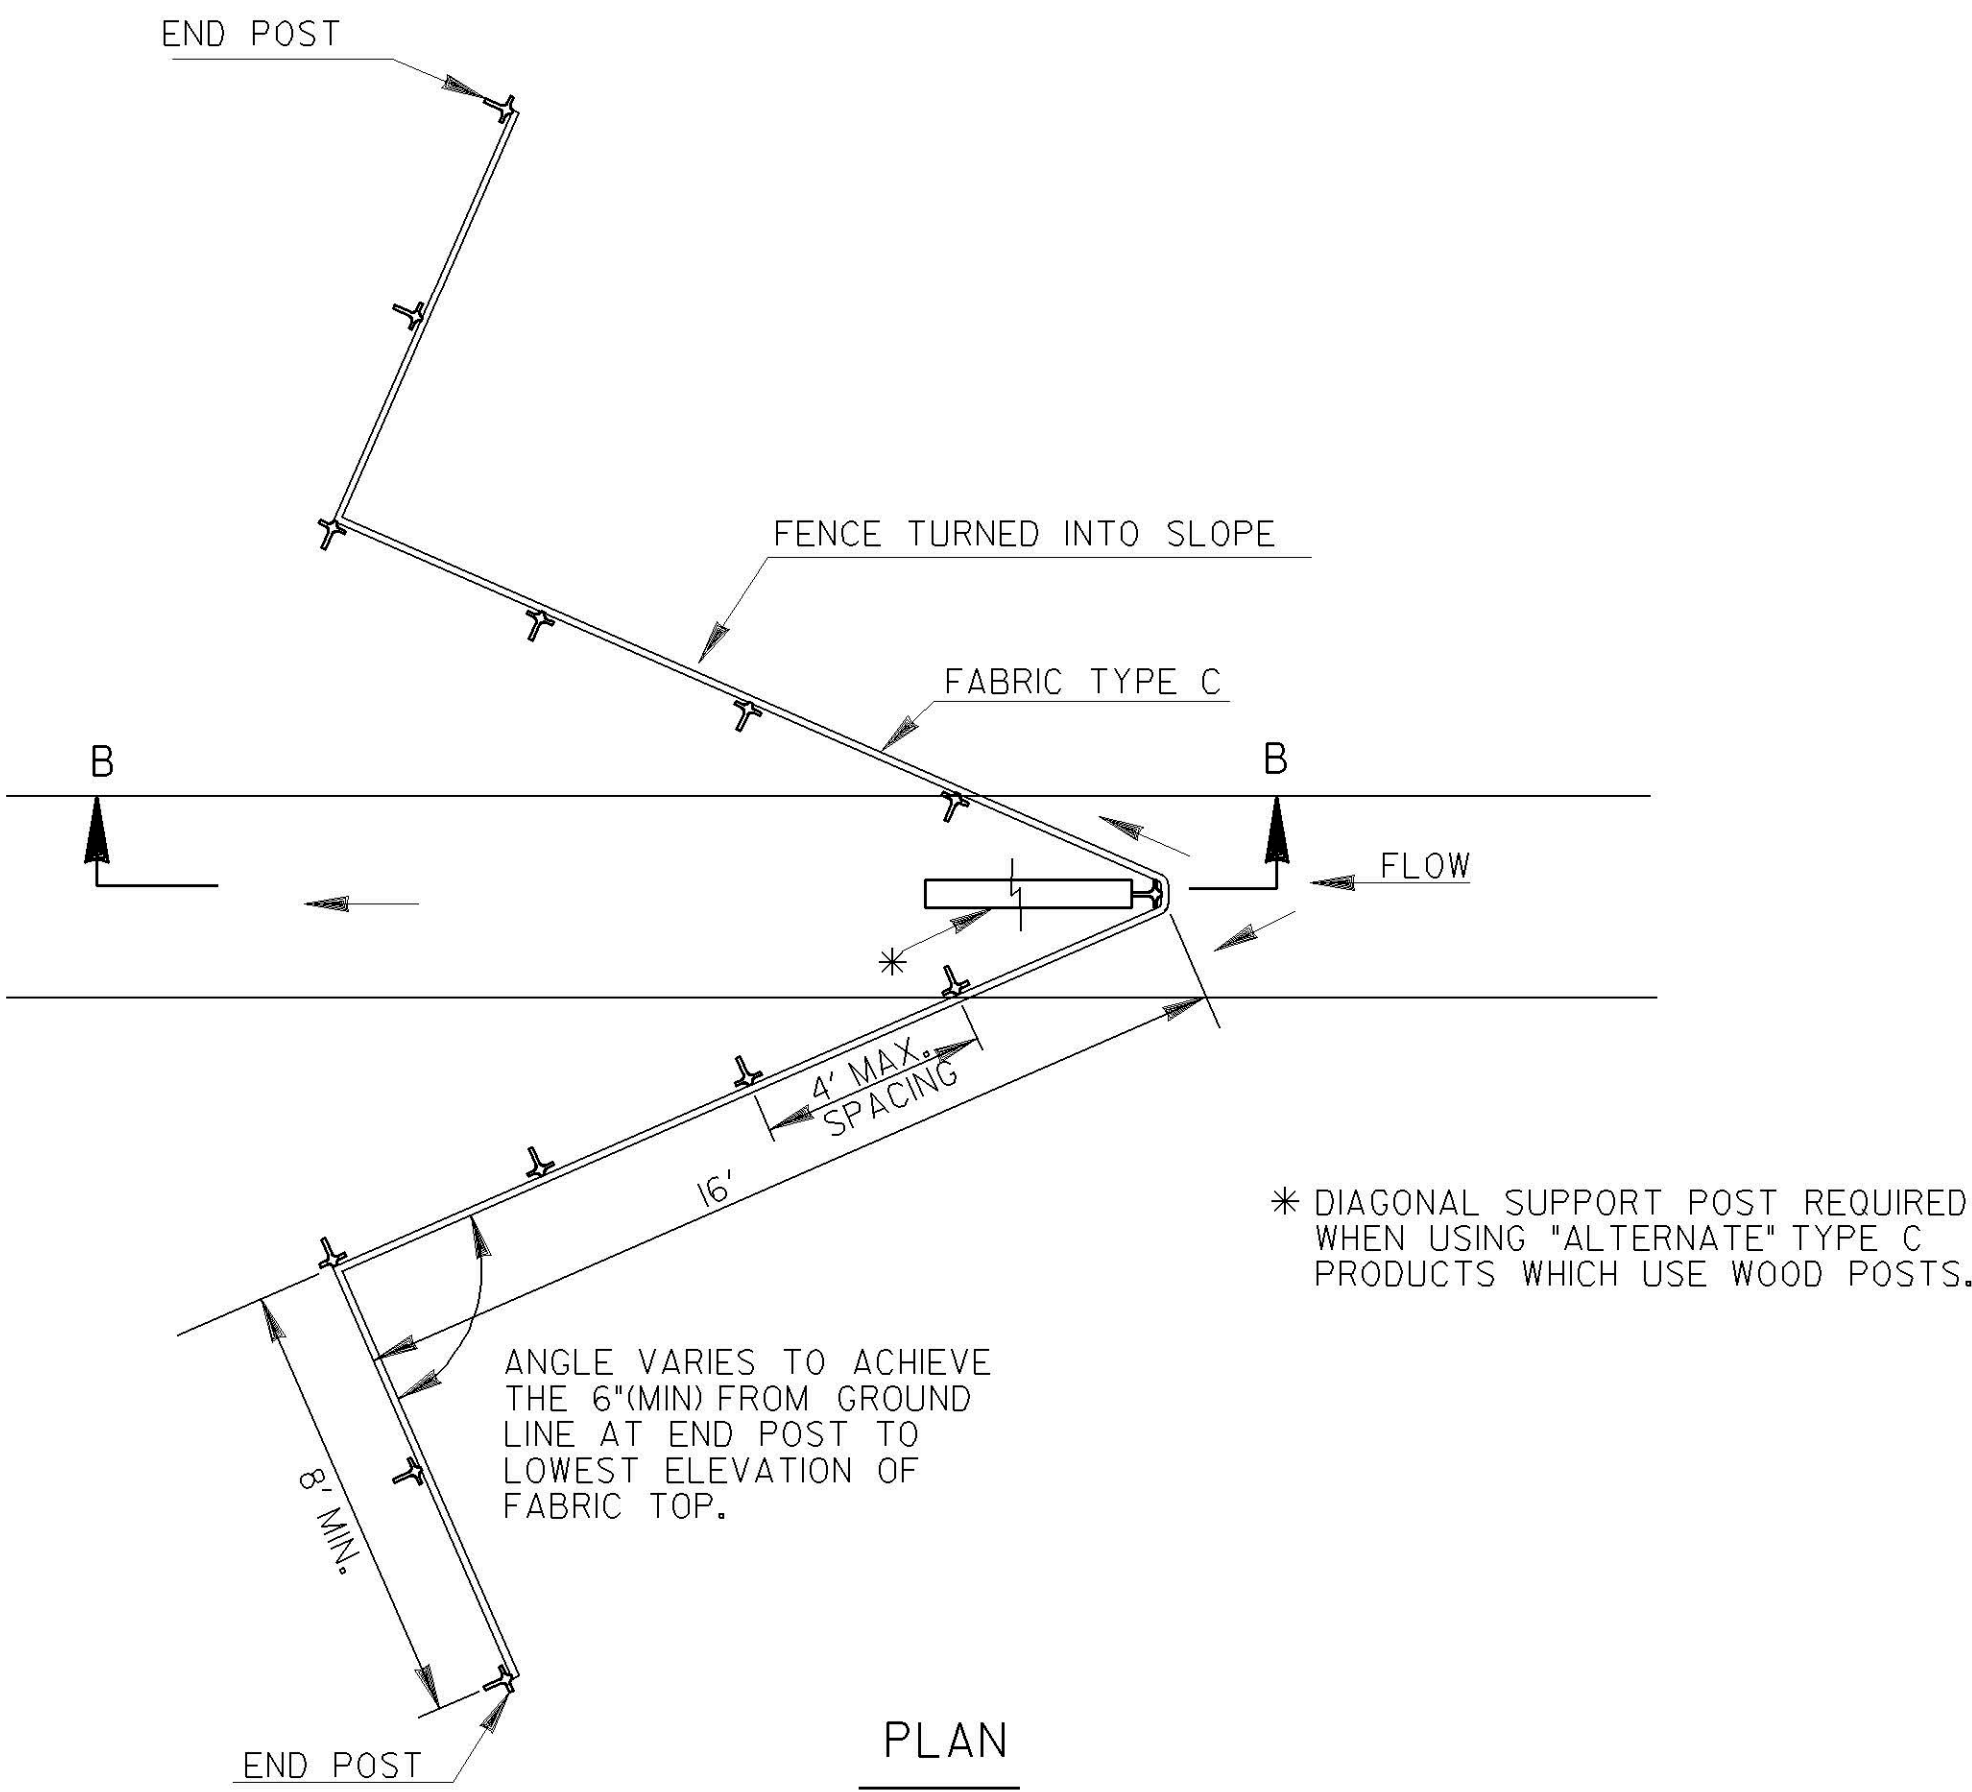 END POST
FENCE TURNED INTO SLOPE
FABRIC TYPE C
B
B
FLOW
*
4' MAX.
SPACING
16'
* DIAGONAL SUPPORT POST REQUIRED
WHEN USING "ALTERNATE" TYPE C
PRODUCTS WHICH USE WOOD POSTS.
ANGLE VARIES TO ACHIEVE
THE 6"(MIN) FROM GROUND
LINE AT END POST TO
LOWEST ELEVATION OF
FABRIC TOP.
8' MIN.
END POST
PLAN